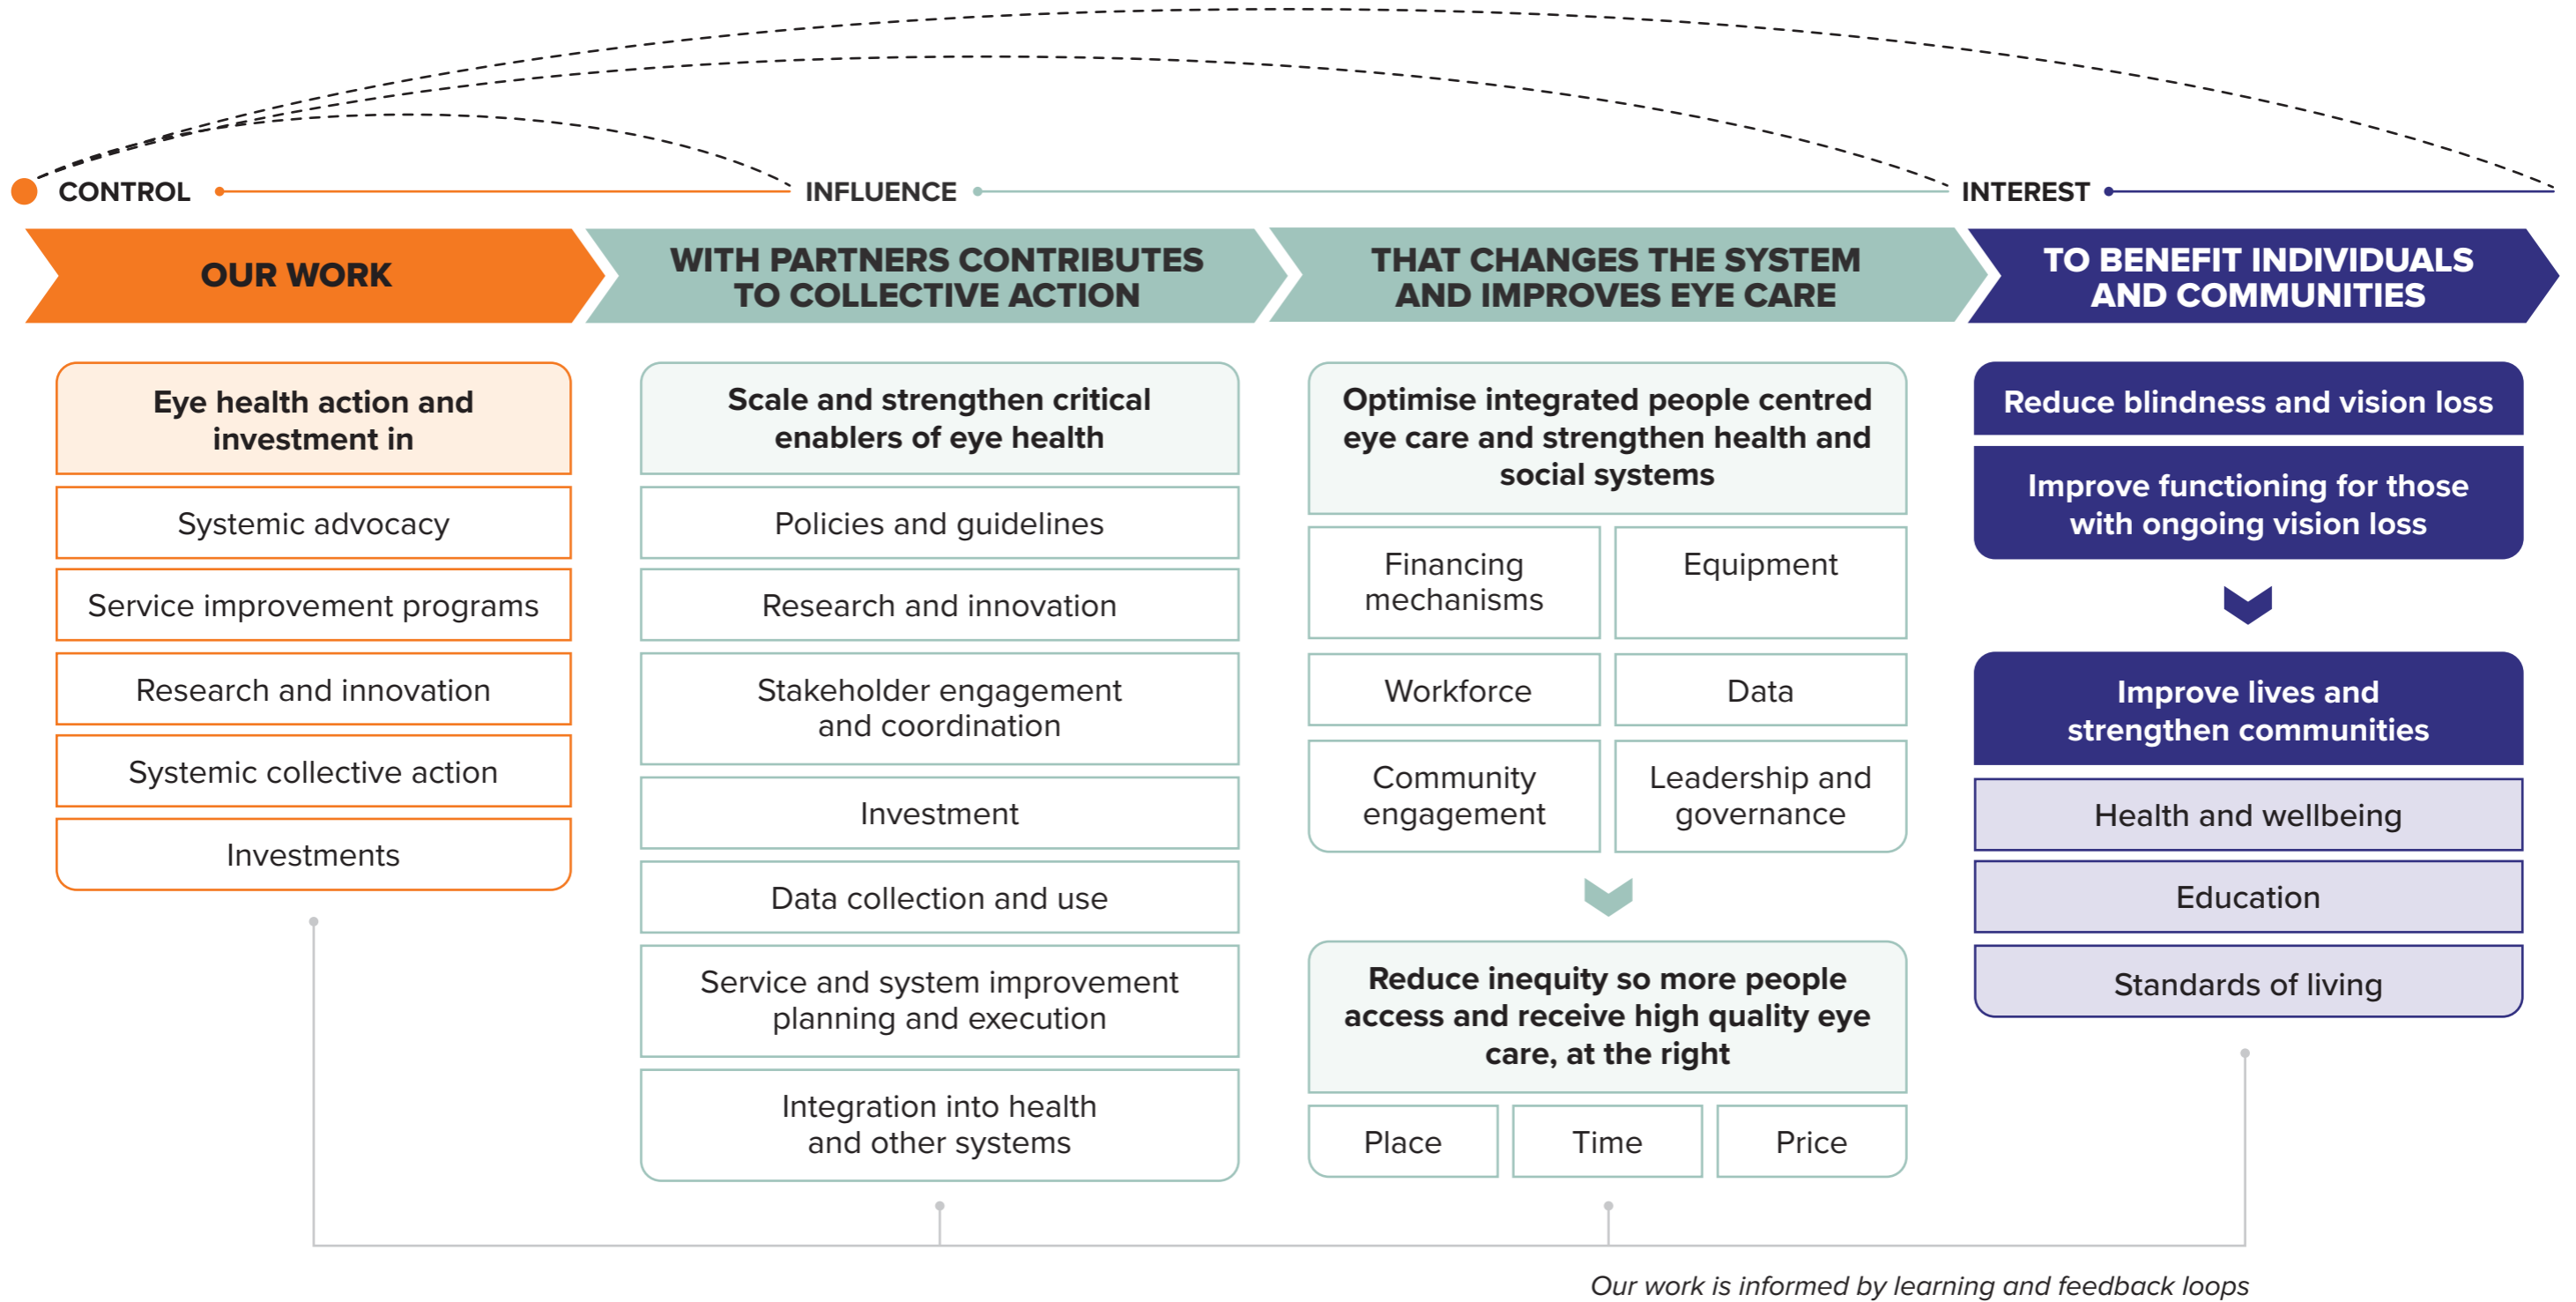 CONTROL
INFLUENCE
INTEREST
OUR WORK
WITH PARTNERS CONTRIBUTES
TO COLLECTIVE ACTION
THAT CHANGES THE SYSTEM
AND IMPROVES EYE CARE
TO BENEFIT INDIVIDUALS
AND COMMUNITIES
Eye health action and
investment in
Systemic advocacy
Service improvement programs
Research and innovation
Systemic collective action
Investments
Scale and strengthen critical
enablers of eye health
Policies and guidelines
Research and innovation
Stakeholder engagement
and coordination
Investment
Data collection and use
Service and system improvement
planning and execution
Integration into health
and other systems
Optimise integrated people centred
eye care and strengthen health and
social systems
Financing
mechanisms
Equipment
Workforce
Data
Community
engagement
Leadership and
governance
Reduce inequity so more people
access and receive high quality eye
care, at the right
Place
Time
Price
Reduce blindness and vision loss
Improve functioning for those
with ongoing vision loss
Improve lives and
strengthen communities
Health and wellbeing
Education
Standards of living
Our work is informed by learning and feedback loops